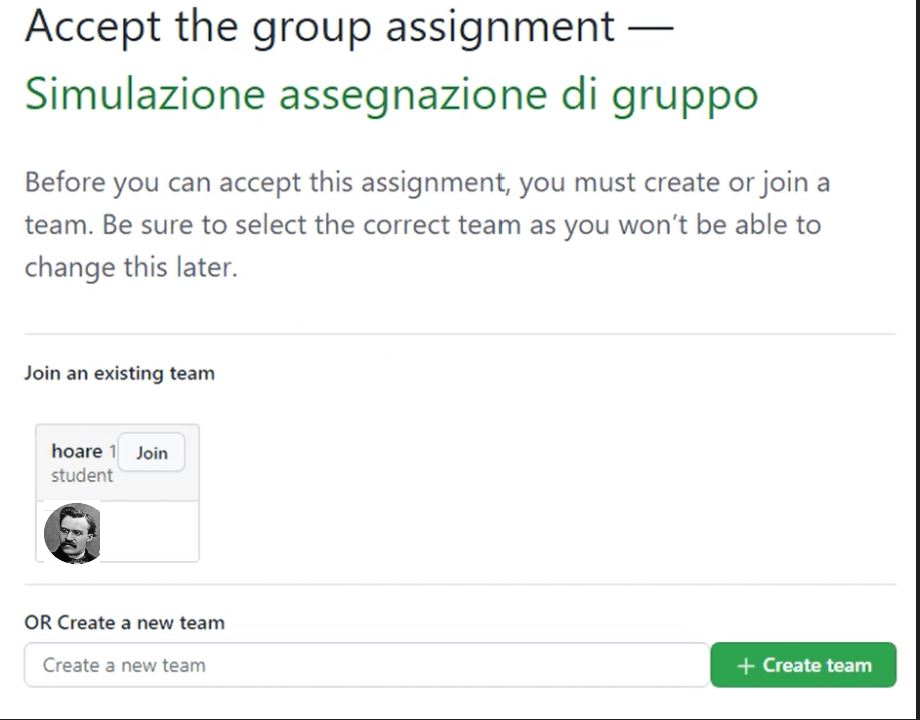 Accept the group assignment —
Simulazione assegnazione di gruppo
Before you can accept this assignment, you must create or join a
team. Be sure to select the correct team as you won’t be able to
change this later.
Join an existing team
hoare 1
Join
student
OR Create a new team
Create a new team
+ Create team